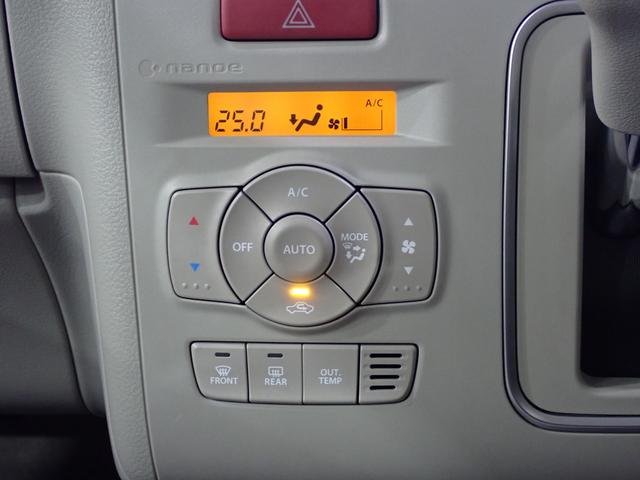 nanoe
A/C
25.0
A/C
OFF
AUTO
MODE
FRONT
REAR
OUT.
TEMP